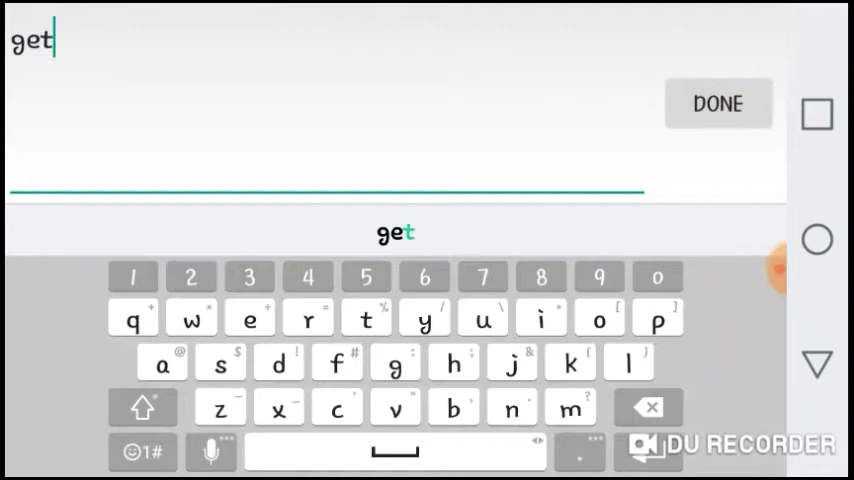 get
DONE
get
1 2 3 4 5 6 7 8 9 0
q w e r t y u i o p
a s d f g h j k l
z x c v b n m
1# .
DU RECORDER